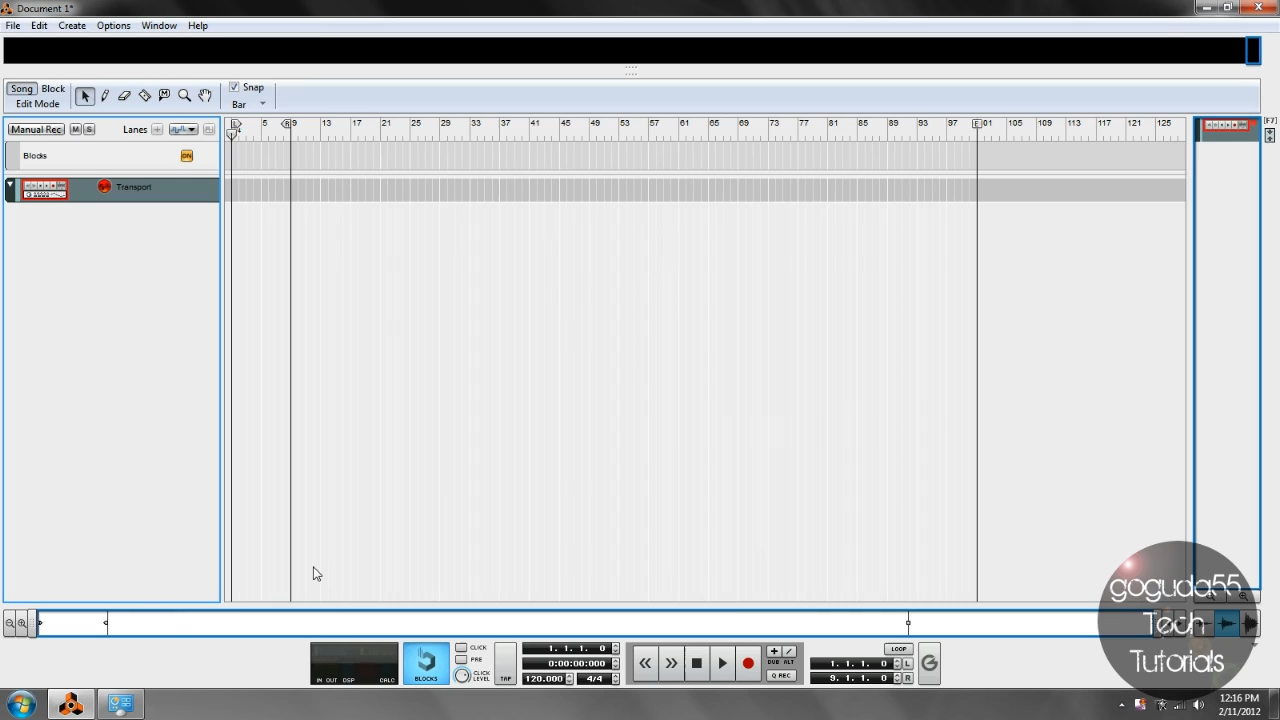 Document 1*
File Edit Create Options Window Help
Song Block
Edit Mode
Snap
Bar
Manual Rec M S Lanes
L 5 R 9 13 17 21 25 29 33 37 41 45 49 53 57 61 65 69 73 77 81 85 89 93 97 E 101 105 109 113 117 121 125
[F7]
Blocks ON
Transport
goguda55
Tech
Tutorials
IN OUT DSP CALC
BLOCKS
CLICK
PRE
CLICK LEVEL
TAP
1. 1. 1. 0
0:00:00:000
120.000 4/4
DUB ALT
Q REC
LOOP
1. 1. 1. 0 L
9. 1. 1. 0 R
12:16 PM
2/11/2012